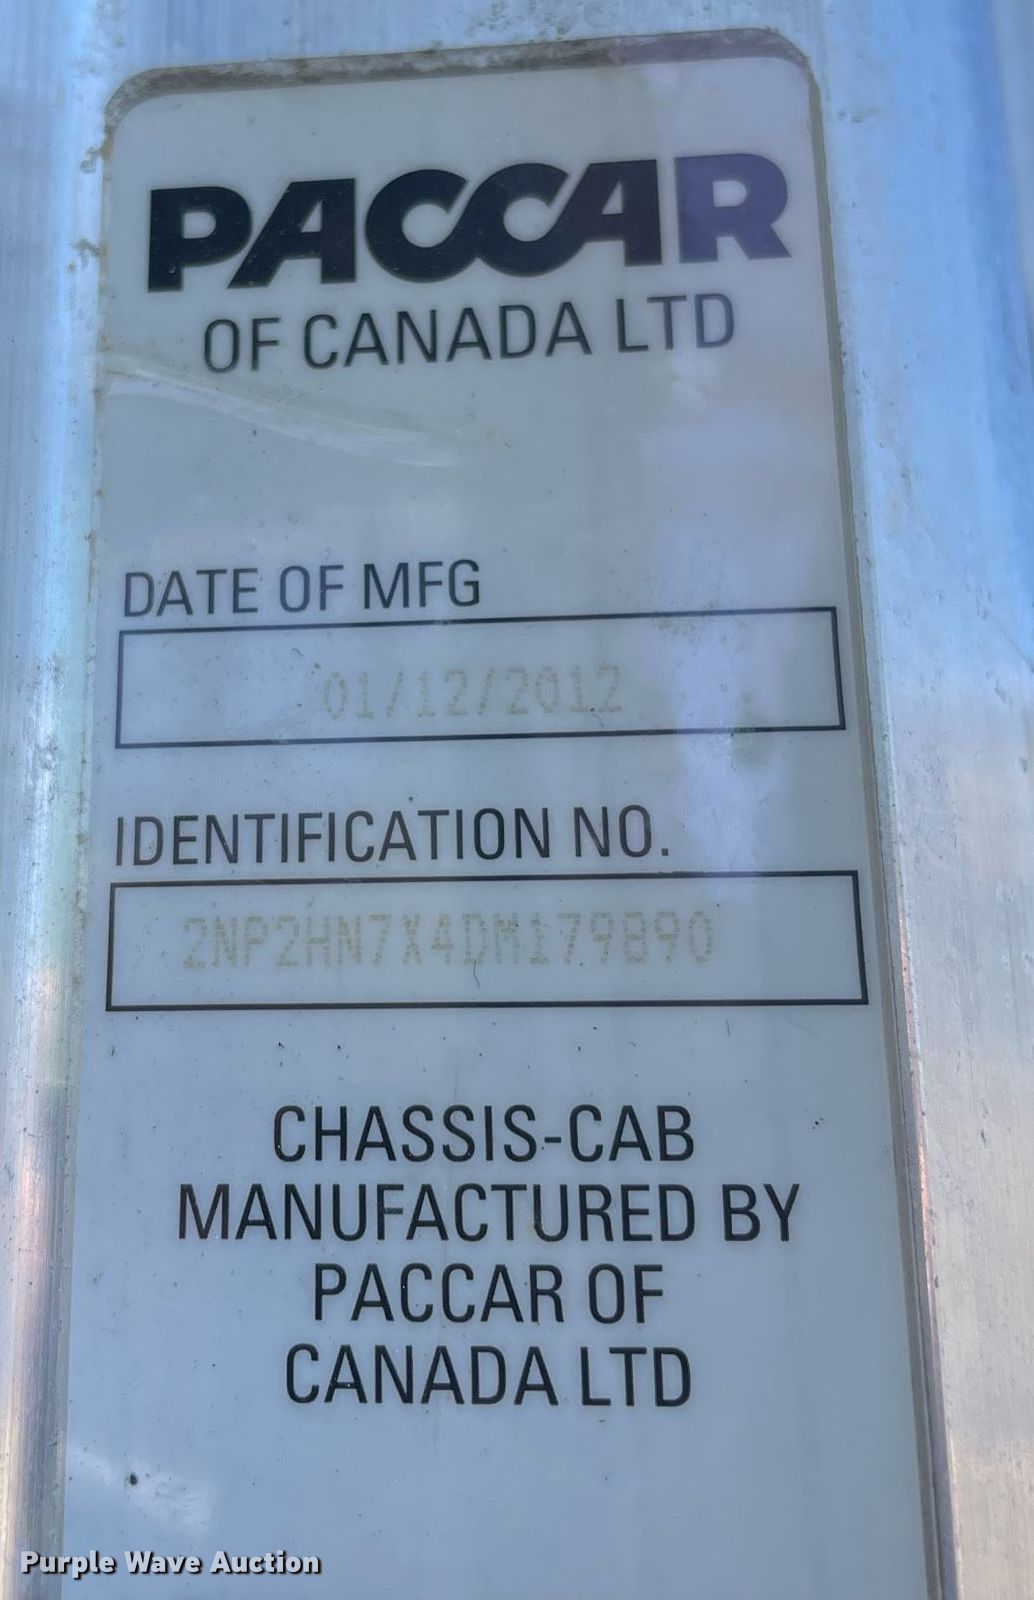 PACCAR
OF CANADA LTD
DATE OF MFG
01/12/2012
IDENTIFICATION NO.
2NP2HN7X4DM179890
CHASSIS-CAB
MANUFACTURED BY
PACCAR OF
CANADA LTD
Purple Wave Auction